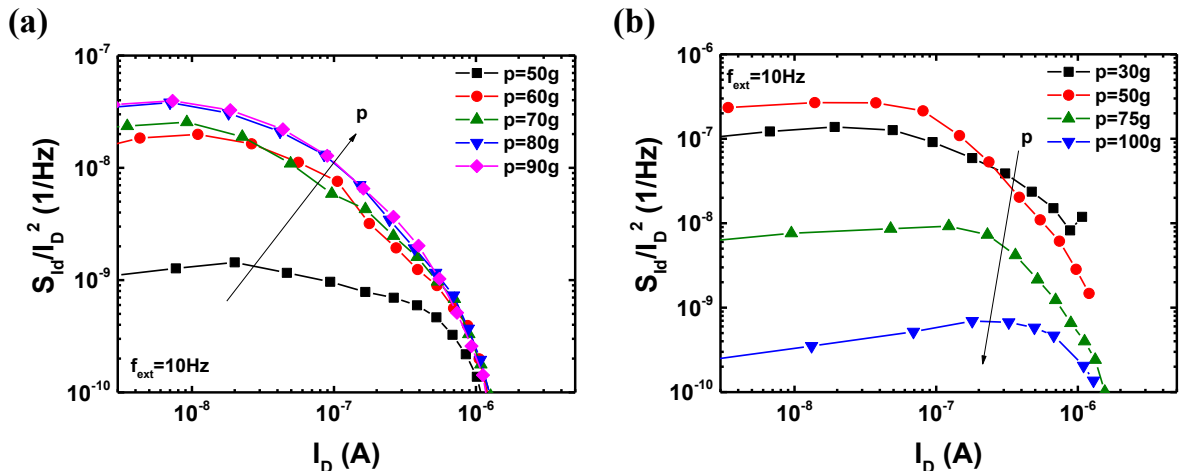 (a)
S_Id/I_D^2 (1/Hz)
10^-7
10^-8
10^-9
10^-10
p=50g
p=60g
p=70g
p=80g
p=90g
p
f_ext=10Hz
10^-8 10^-7 10^-6
I_D (A)
(b)
S_Id/I_D^2 (1/Hz)
10^-6
10^-7
10^-8
10^-9
10^-10
f_ext=10Hz
p=30g
p=50g
p=75g
p=100g
p
10^-8 10^-7 10^-6
I_D (A)